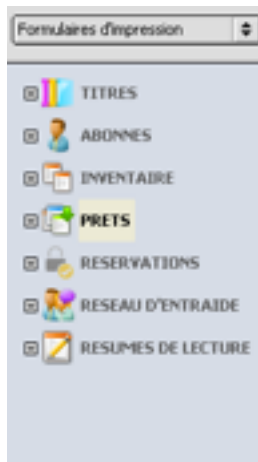 Formulaires d'impression
TITRES
ABONNES
INVENTAIRE
PRETS
RESERVATIONS
RESEAU D'ENTRAIDE
RESUMES DE LECTURE